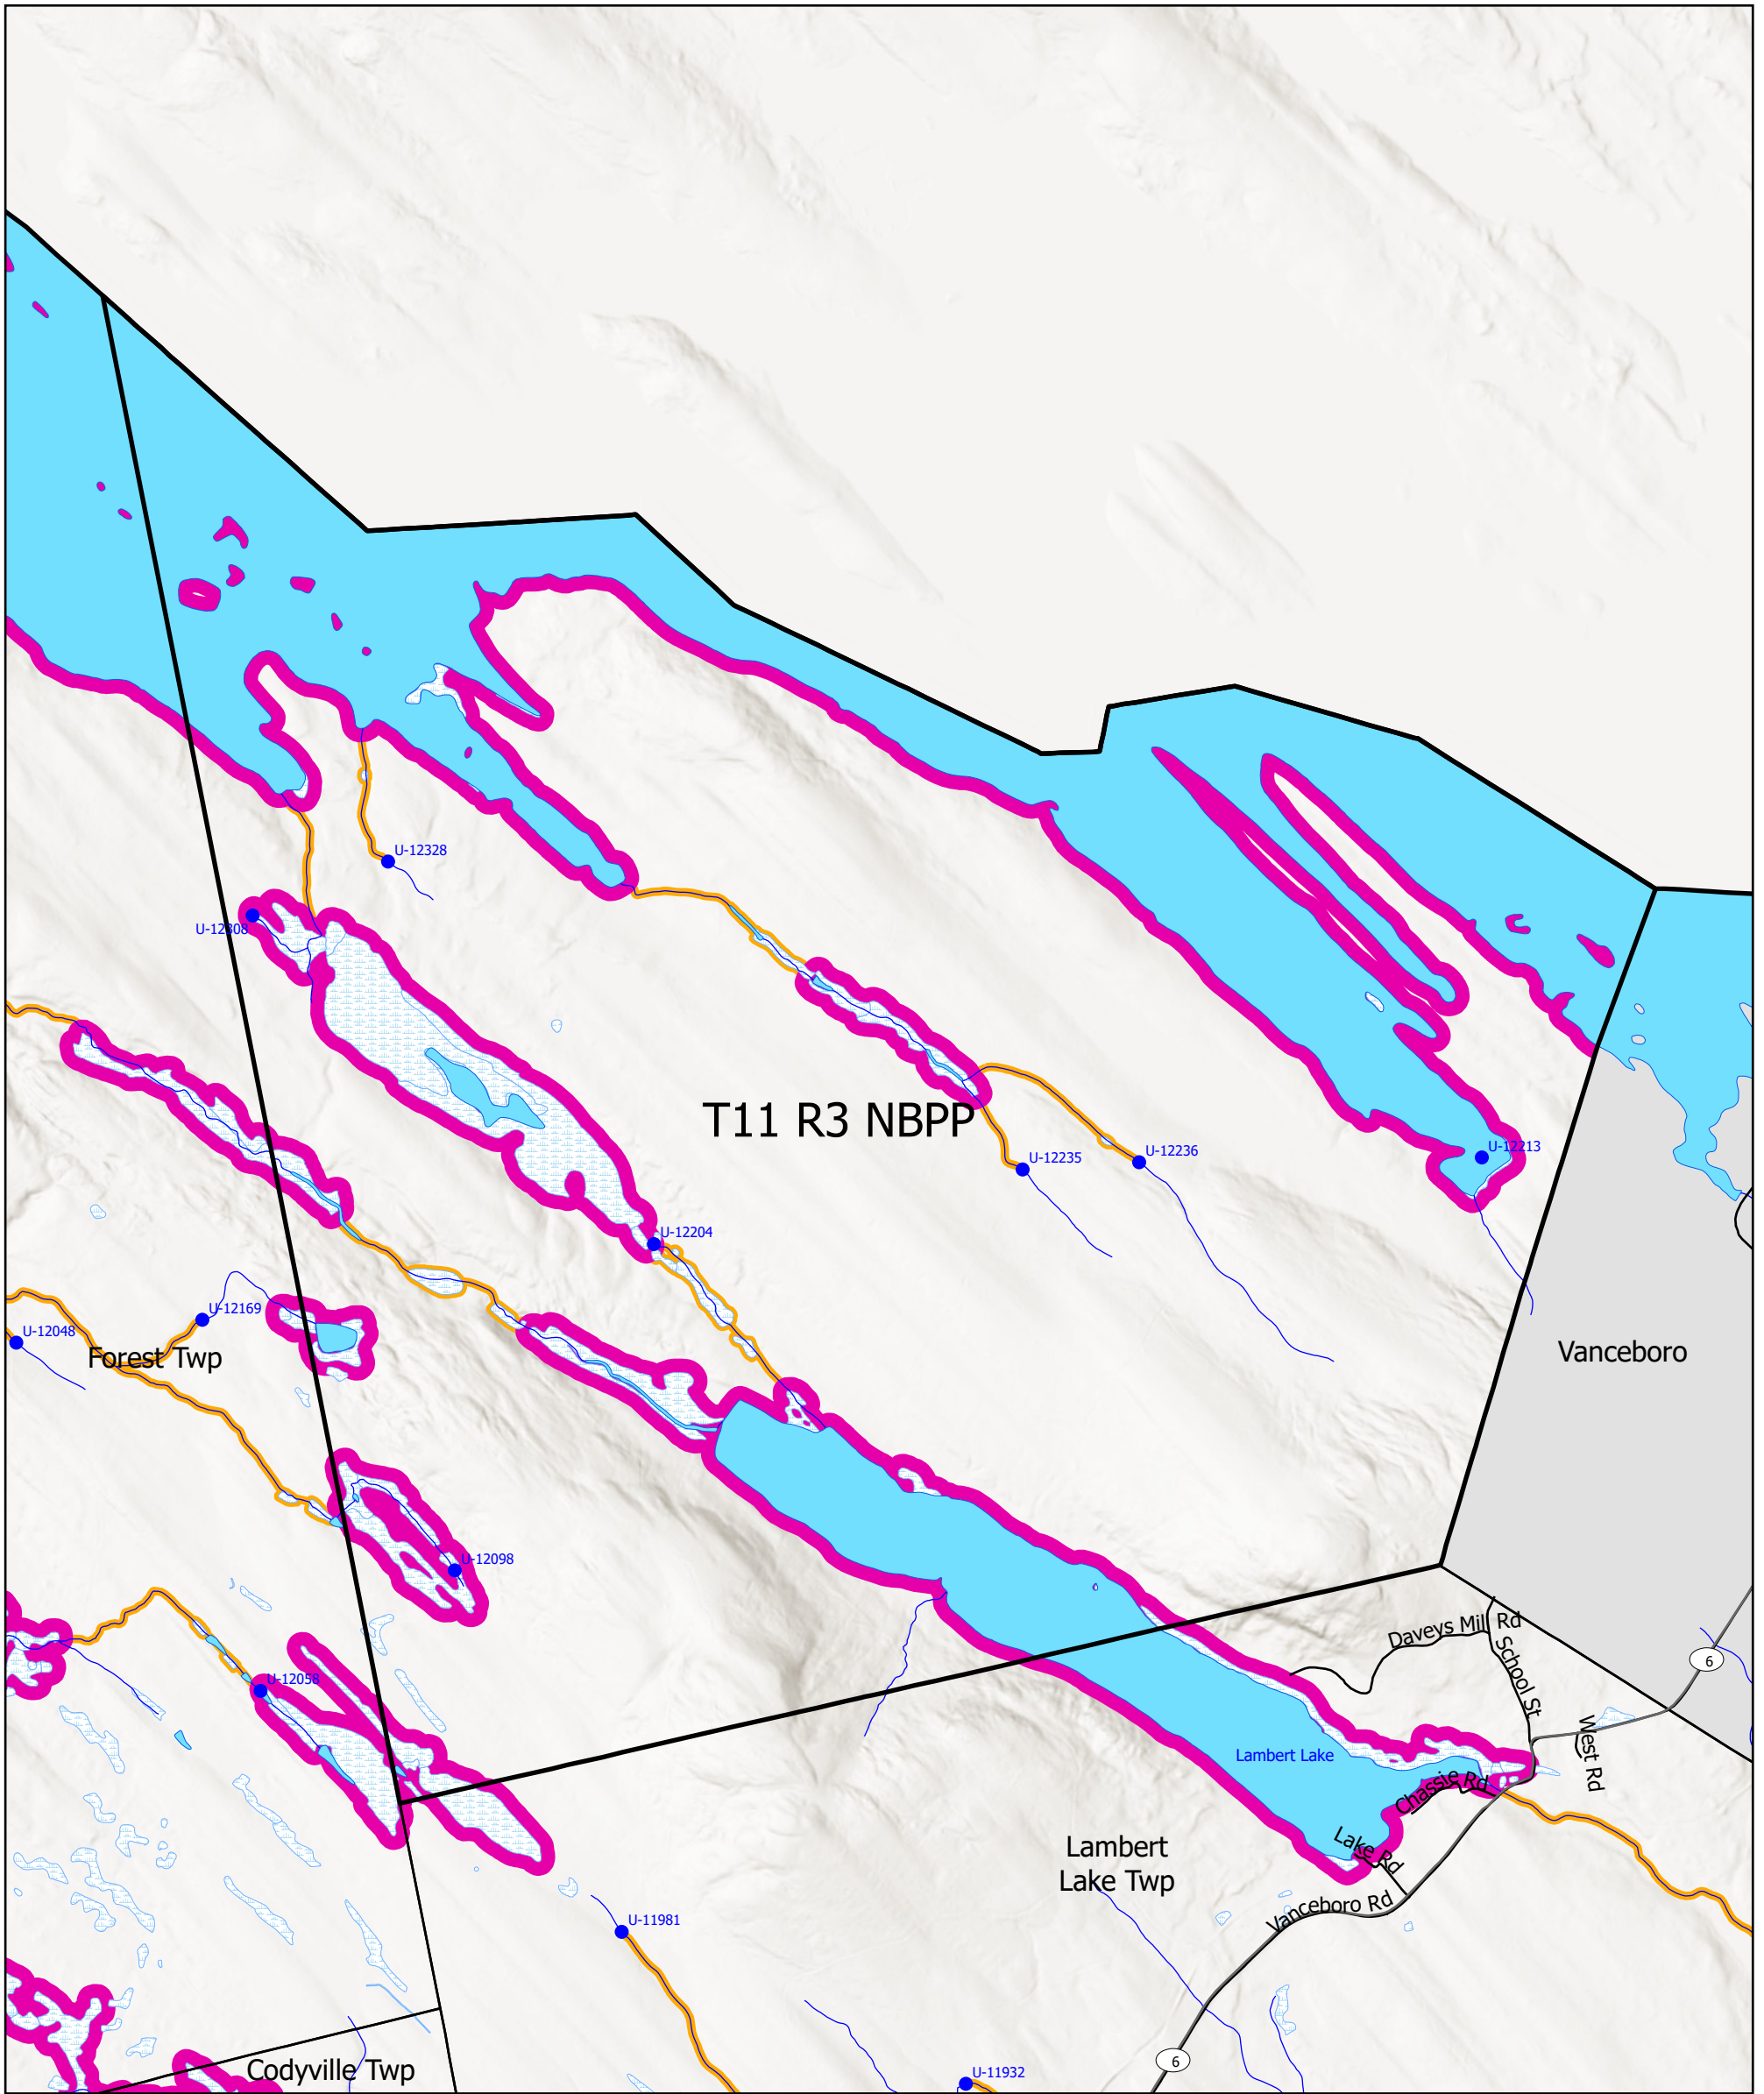 U-12328
U-12308
T11 R3 NBPP
U-12235
U-12236
U-12213
U-12204
U-12169
U-12048
Forest Twp
Vanceboro
U-12098
Daveys Mill Rd
School St
6
U-12058
West Rd
Lambert Lake
Chassie Rd
Lake Rd
Lambert
Lake Twp
Vanceboro Rd
U-11981
6
Codyville Twp
U-11932